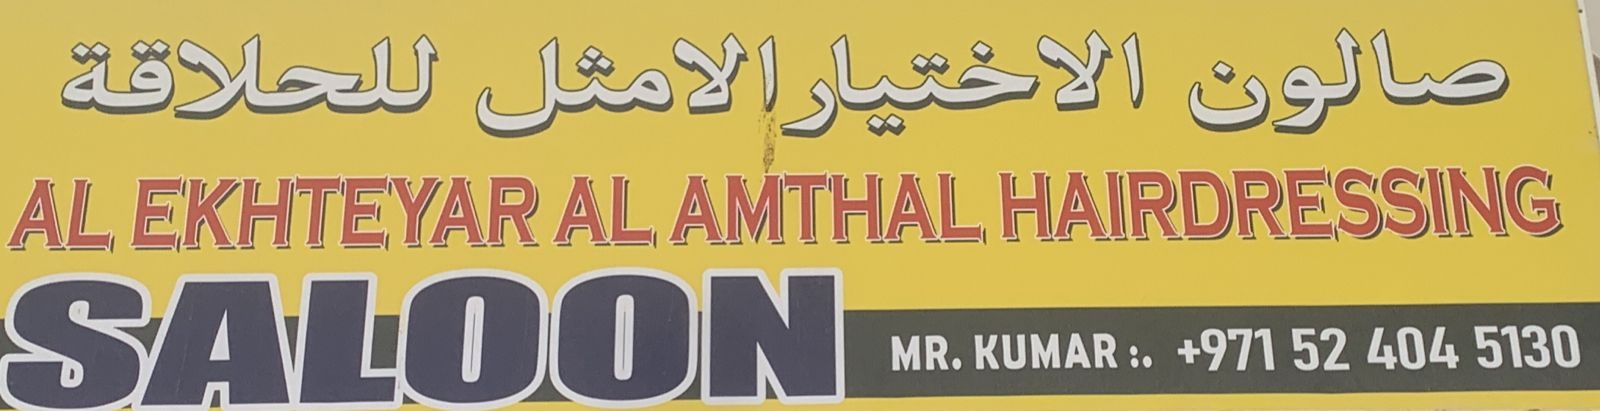 صالون الاختيار الامثل للحلاقة
AL EKHTEYAR AL AMTHAL HAIRDRESSING
SALOON
MR. KUMAR :. +971 52 404 5130